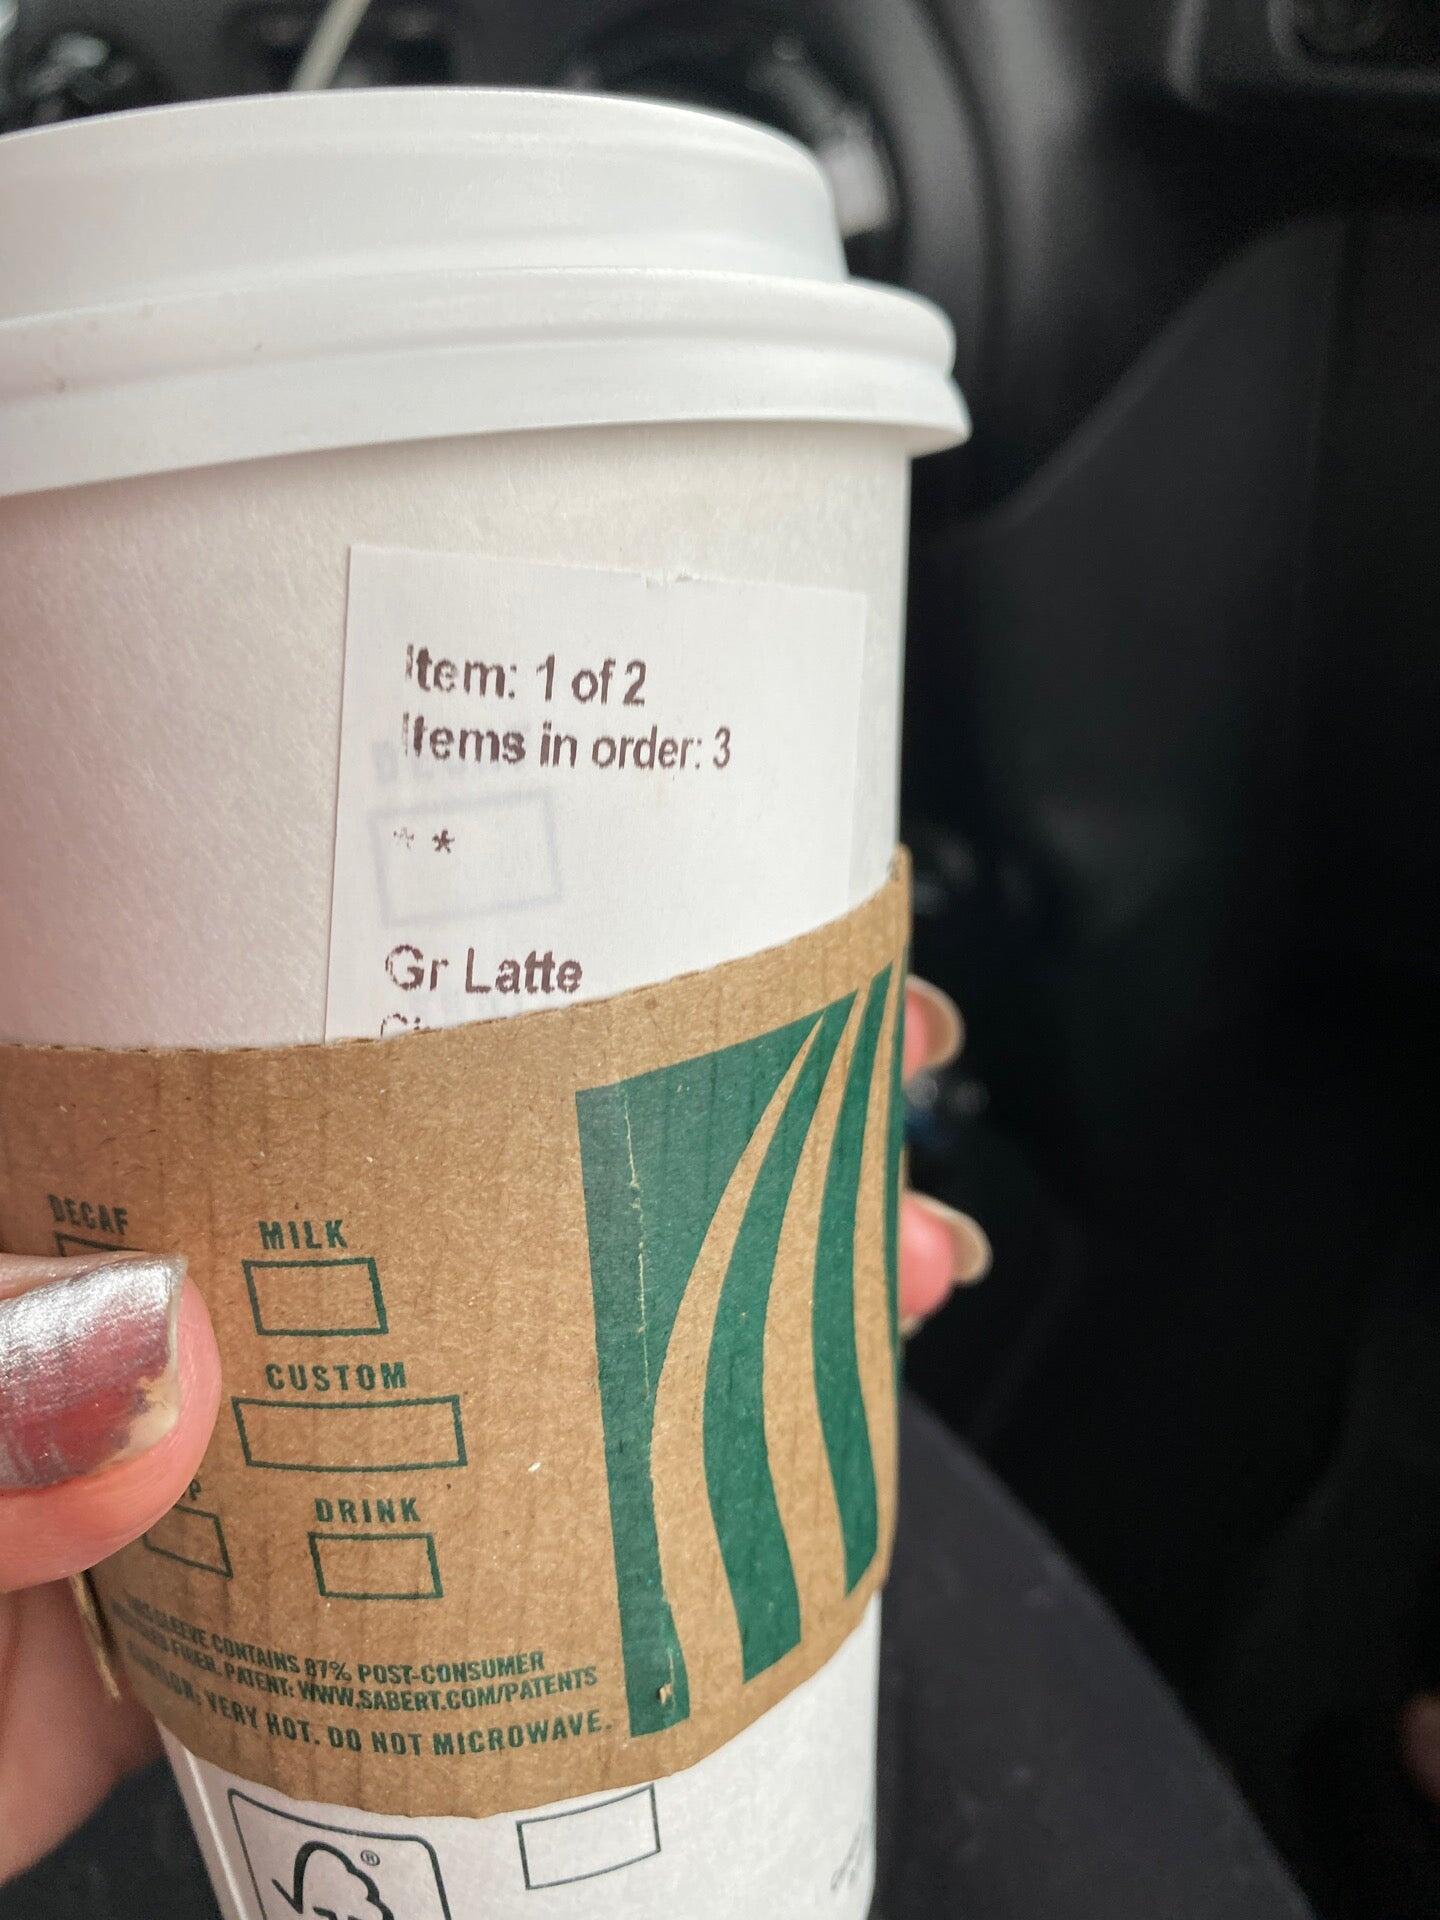 Item: 1 of 2
Items in order: 3
* *
Gr Latte
DECAF
MILK
CUSTOM
DRINK
SLEEVE CONTAINS 87% POST-CONSUMER
FIBER. PATENT: WWW.SABERT.COM/PATENTS
VERY HOT. DO NOT MICROWAVE.
®